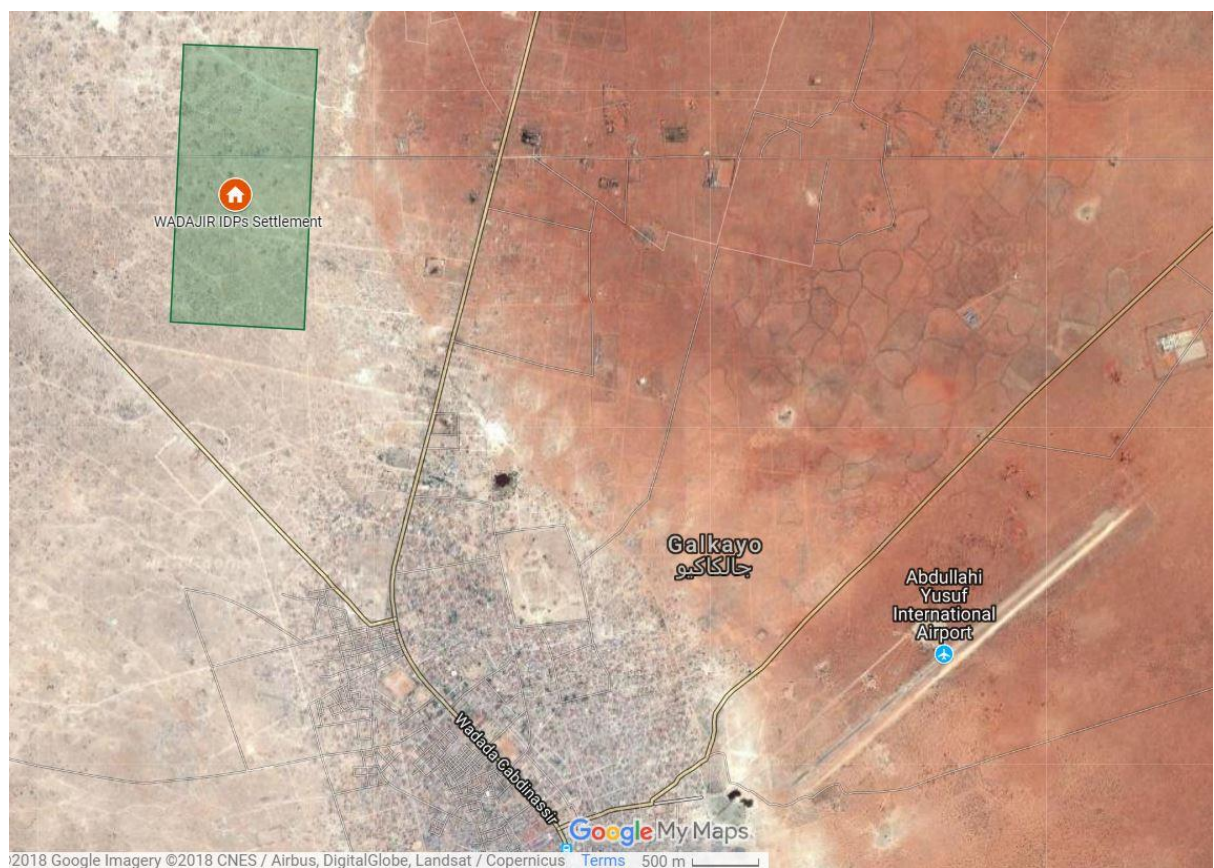 WADAJIR IDPs Settlement
Galkayo
جالكاكيو
Abdullahi
Yusuf
International
Airport
Wadada Cabdinassir
Google My Maps
2018 Google Imagery ©2018 CNES / Airbus, DigitalGlobe, Landsat / Copernicus Terms 500 m